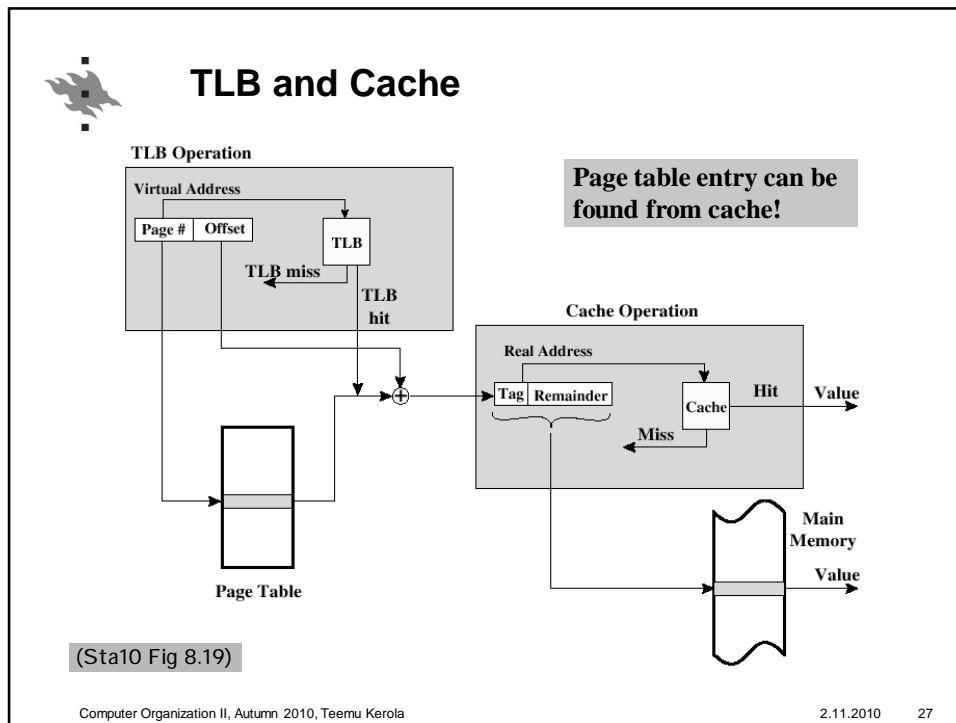 TLB and Cache
TLB Operation
Page table entry can be
found from cache!
Virtual Address
Page # Offset
TLB
TLB miss
TLB
hit
Cache Operation
Real Address
Tag Remainder
Cache
Hit
Value
Miss
Main
Memory
Value
Page Table
(Sta10 Fig 8.19)
Computer Organization II, Autumn 2010, Teemu Kerola 2.11.2010 27